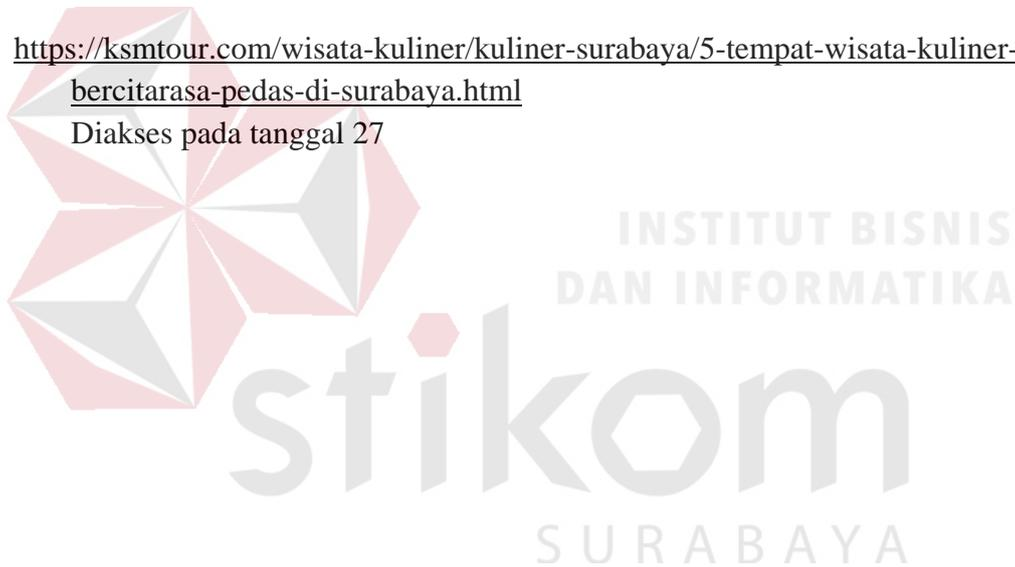 https://ksmtour.com/wisata-kuliner/kuliner-surabaya/5-tempat-wisata-kuliner-
bercitarasa-pedas-di-surabaya.html
Diakses pada tanggal 27
INSTITUT BISNIS
DAN INFORMATIKA
stikom
SURABAYA